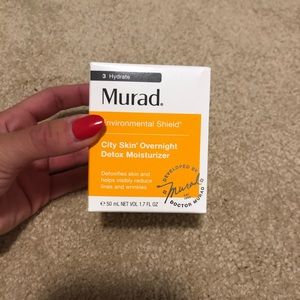 3 Hydrate
Murad.
Environmental Shield®
City Skin® Overnight
Detox Moisturizer
Detoxifies skin and
helps visibly reduce
lines and wrinkles
DEVELOPED BY
Murad
DOCTOR MURAD
e 50 mL NET VOL 1.7 FL OZ